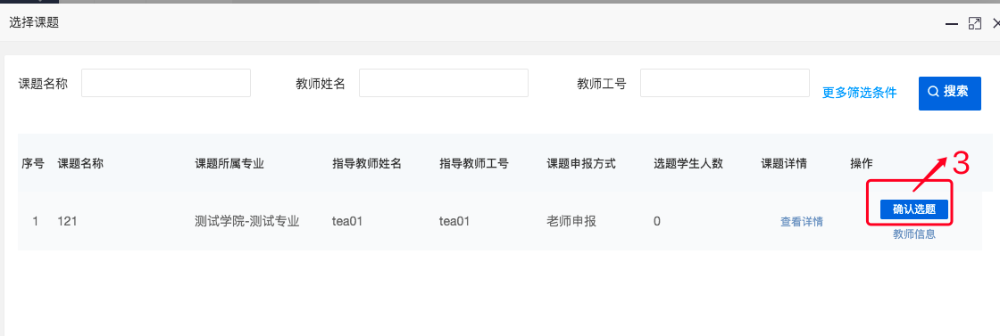 选择课题
课题名称 教师姓名 教师工号 更多筛选条件 搜索
序号 课题名称 课题所属专业 指导教师姓名 指导教师工号 课题申报方式 选题学生人数 课题详情 操作
3
1 121 测试学院-测试专业 tea01 tea01 老师申报 0 查看详情 确认选题
教师信息